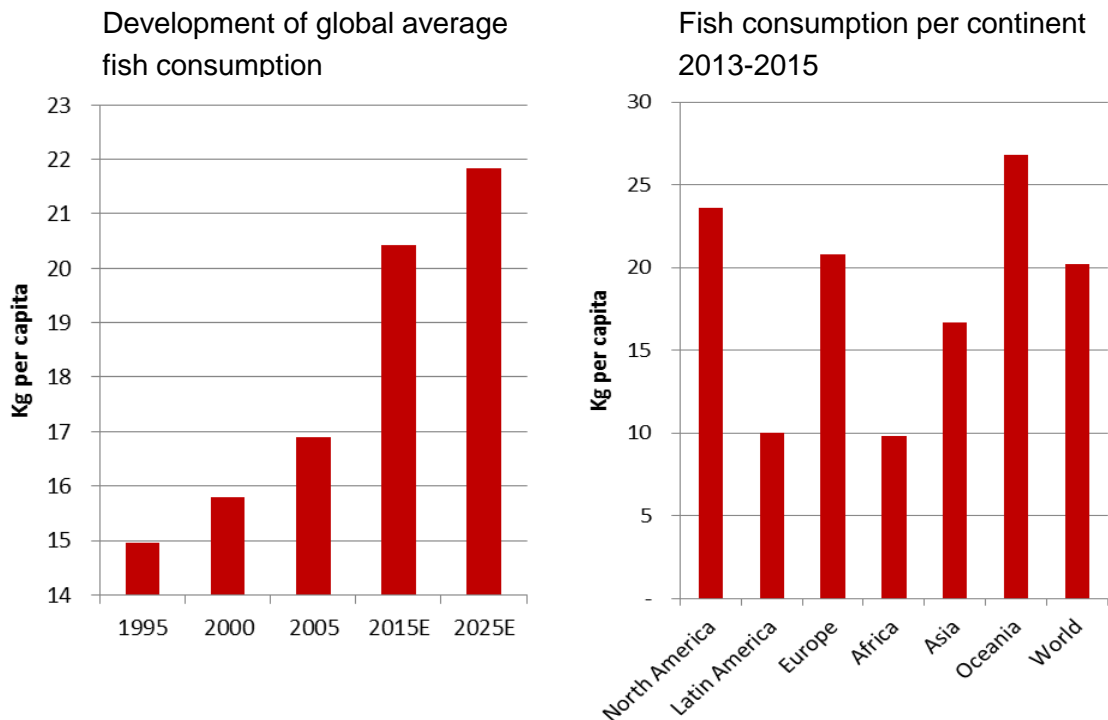 Development of global average
fish consumption
Kg per capita
23
22
21
20
19
18
17
16
15
14
1995 2000 2005 2015E 2025E
Fish consumption per continent
2013-2015
Kg per capita
30
25
20
15
10
5
-
North America Latin America Europe Africa Asia Oceania World